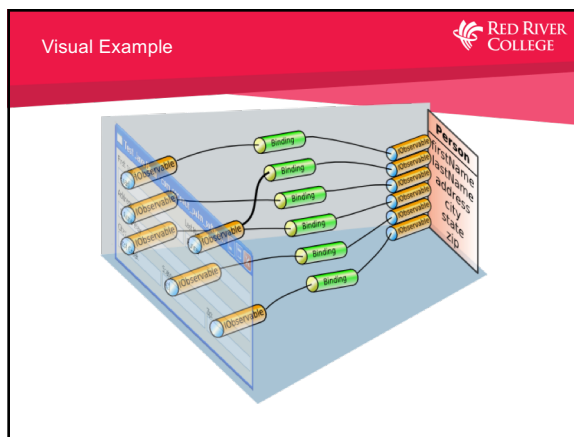 Visual Example
RED RIVER
COLLEGE
Person
firstName
lastName
address
city
state
zip
IObservable
IObservable
IObservable
IObservable
IObservable
IObservable
Binding
Binding
Binding
Binding
Binding
Binding
IObservable
IObservable
IObservable
IObservable
IObservable
IObservable